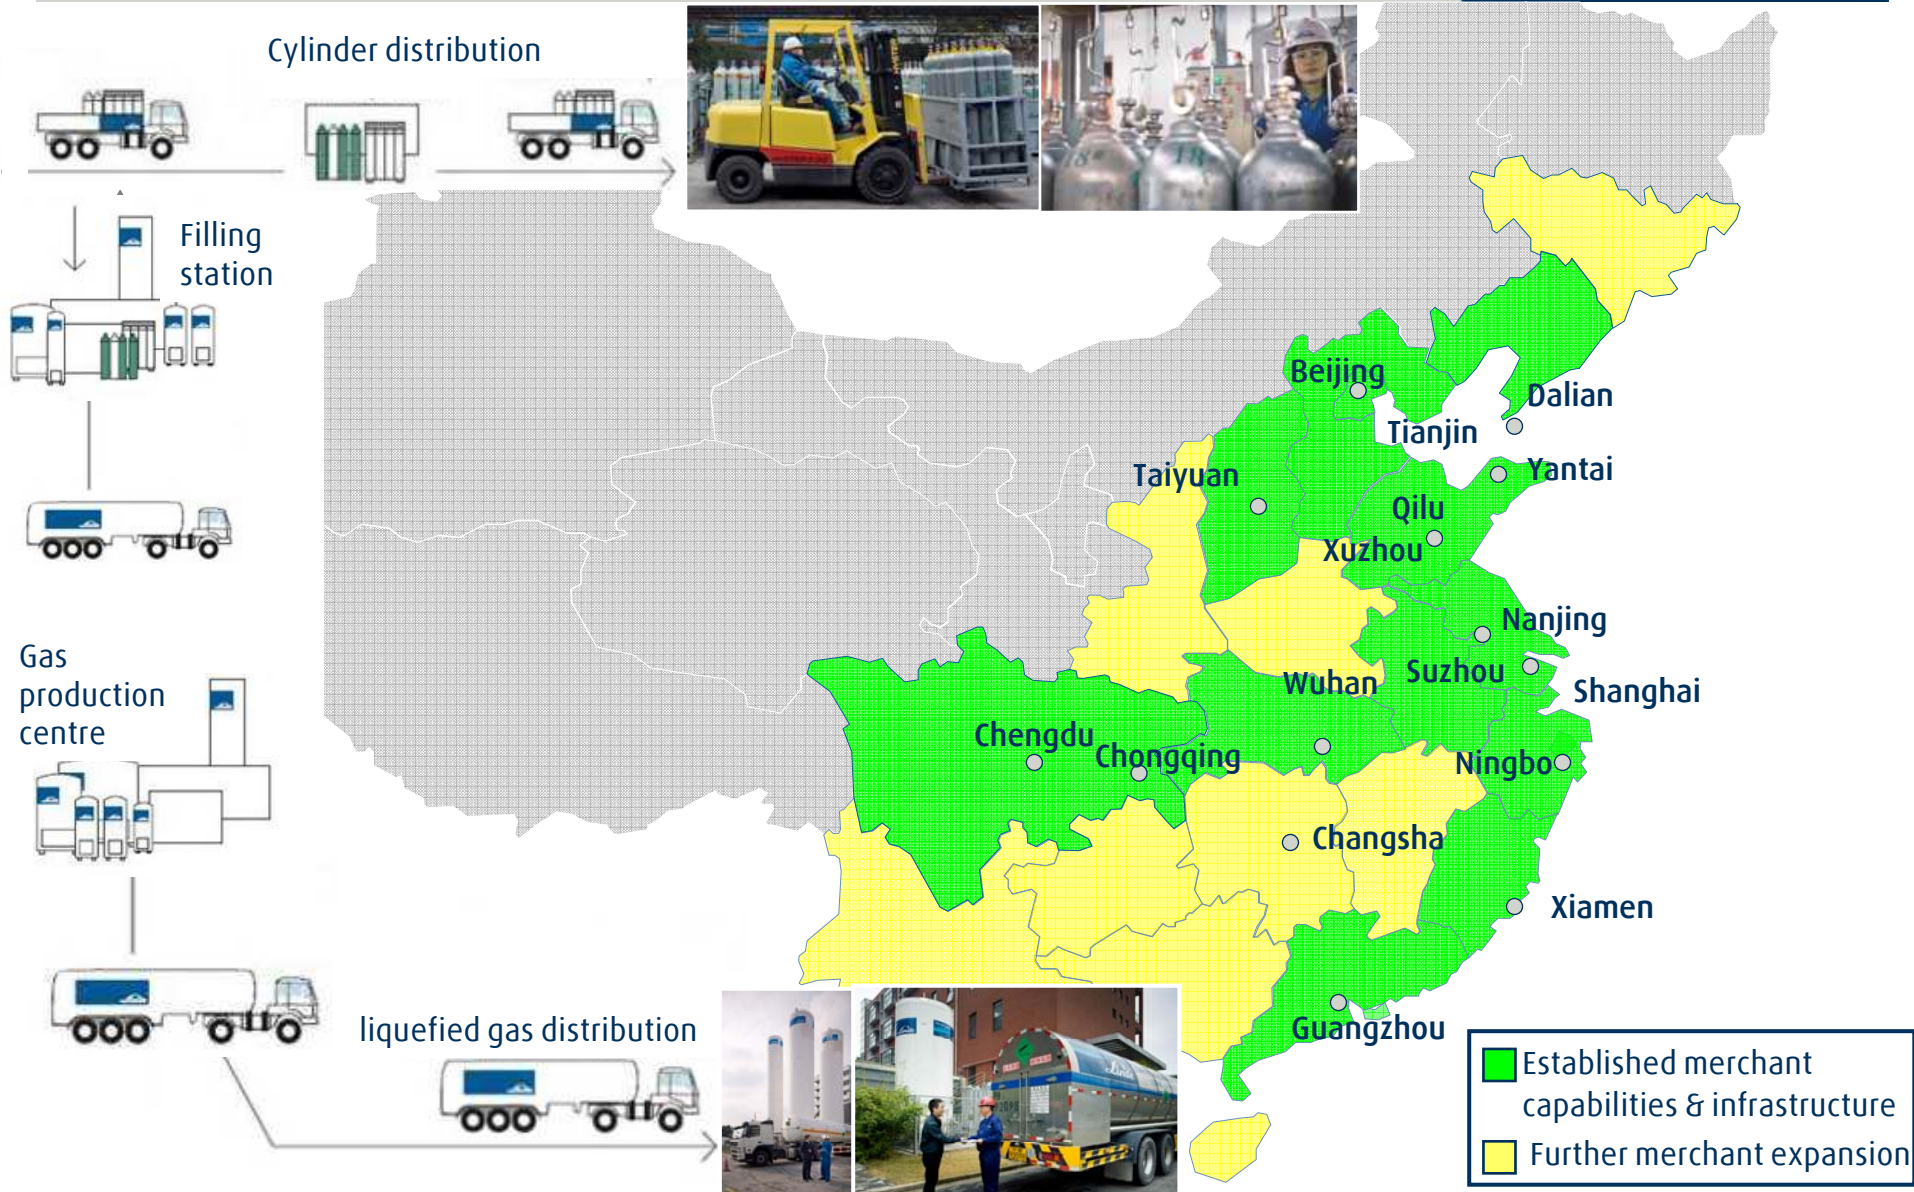 Cylinder distribution
Filling
station
Gas
production
centre
liquefied gas distribution
Beijing
Dalian
Tianjin
Taiyuan
Yantai
Qilu
Xuzhou
Nanjing
Suzhou
Wuhan
Shanghai
Chengdu
Chongqing
Ningbo
Changsha
Xiamen
Guangzhou
Linde
Established merchant
capabilities & infrastructure
Further merchant expansion